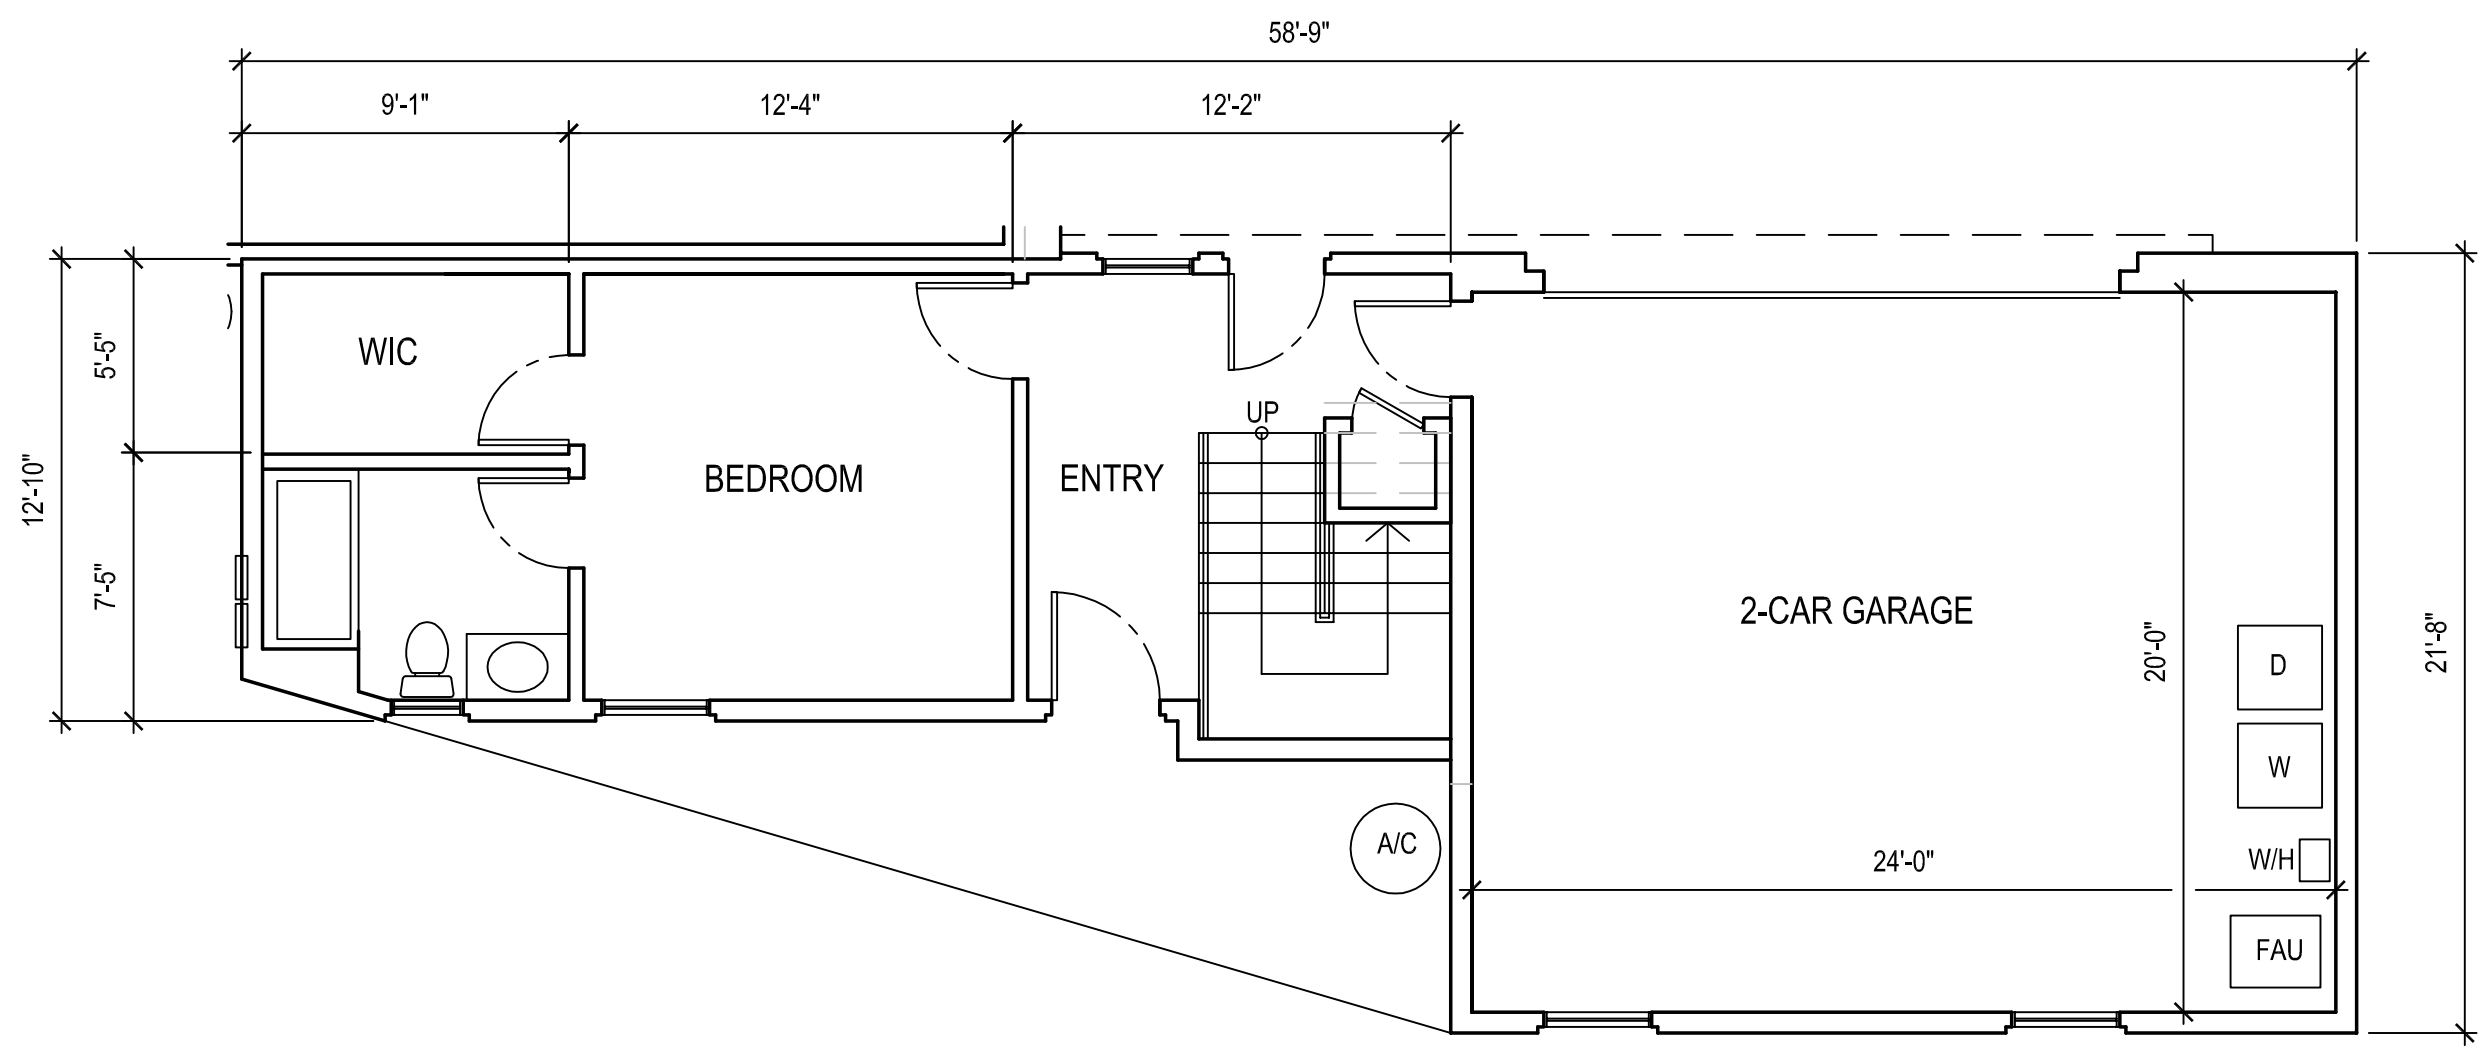 58'-9"
9'-1"
12'-4"
12'-2"
5'-5"
12'-10"
7'-5"
WIC
BEDROOM
ENTRY
UP
2-CAR GARAGE
20'-0"
21'-8"
D
W
A/C
24'-0"
W/H
FAU